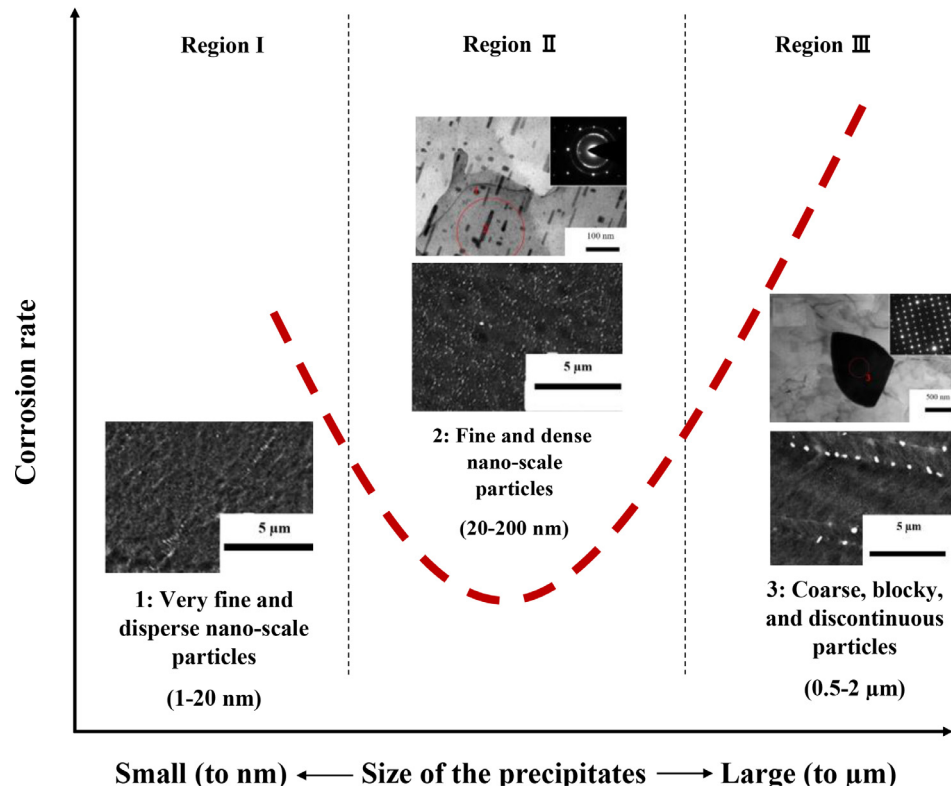 Region I
Region Ⅱ
Region Ⅲ
Corrosion rate
100 nm
5 µm
2: Fine and dense
nano-scale
particles
(20-200 nm)
5 µm
1: Very fine and
disperse nano-scale
particles
(1-20 nm)
500 nm
3
5 µm
3: Coarse, blocky,
and discontinuous
particles
(0.5-2 µm)
Small (to nm) ← Size of the precipitates → Large (to µm)